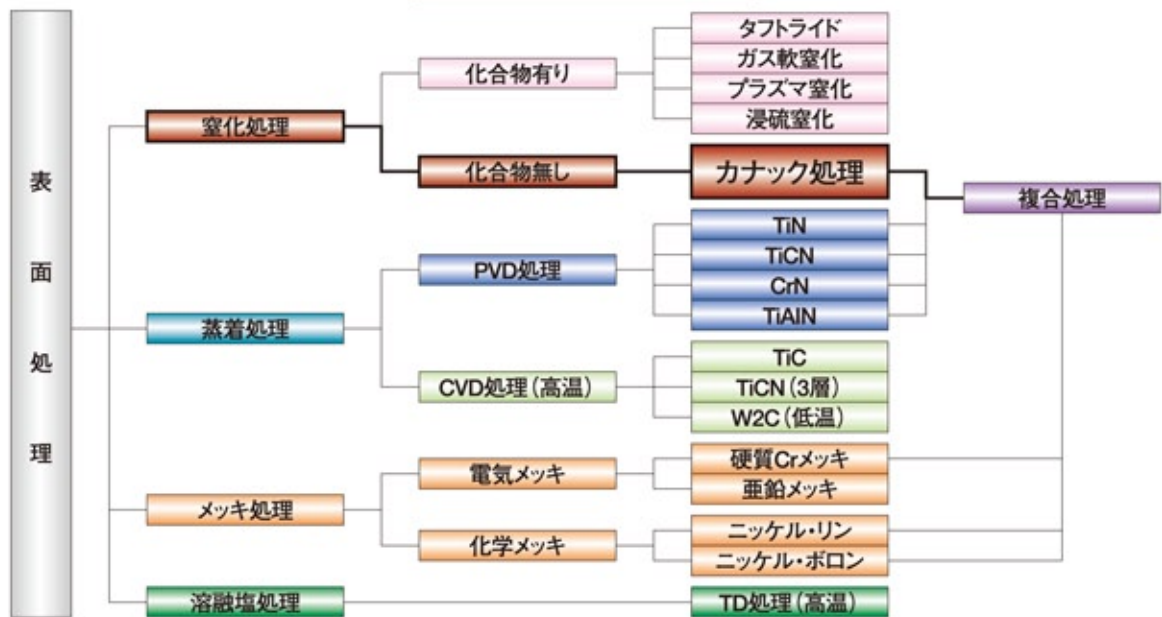 表面処理
窒化処理
化合物有り
タフトライド
ガス軟窒化
プラズマ窒化
浸硫窒化
化合物無し
カナック処理
複合処理
蒸着処理
PVD処理
TiN
TiCN
CrN
TiAlN
CVD処理（高温）
TiC
TiCN（3層）
W2C（低温）
メッキ処理
電気メッキ
硬質Crメッキ
亜鉛メッキ
化学メッキ
ニッケル・リン
ニッケル・ボロン
溶融塩処理
TD処理（高温）